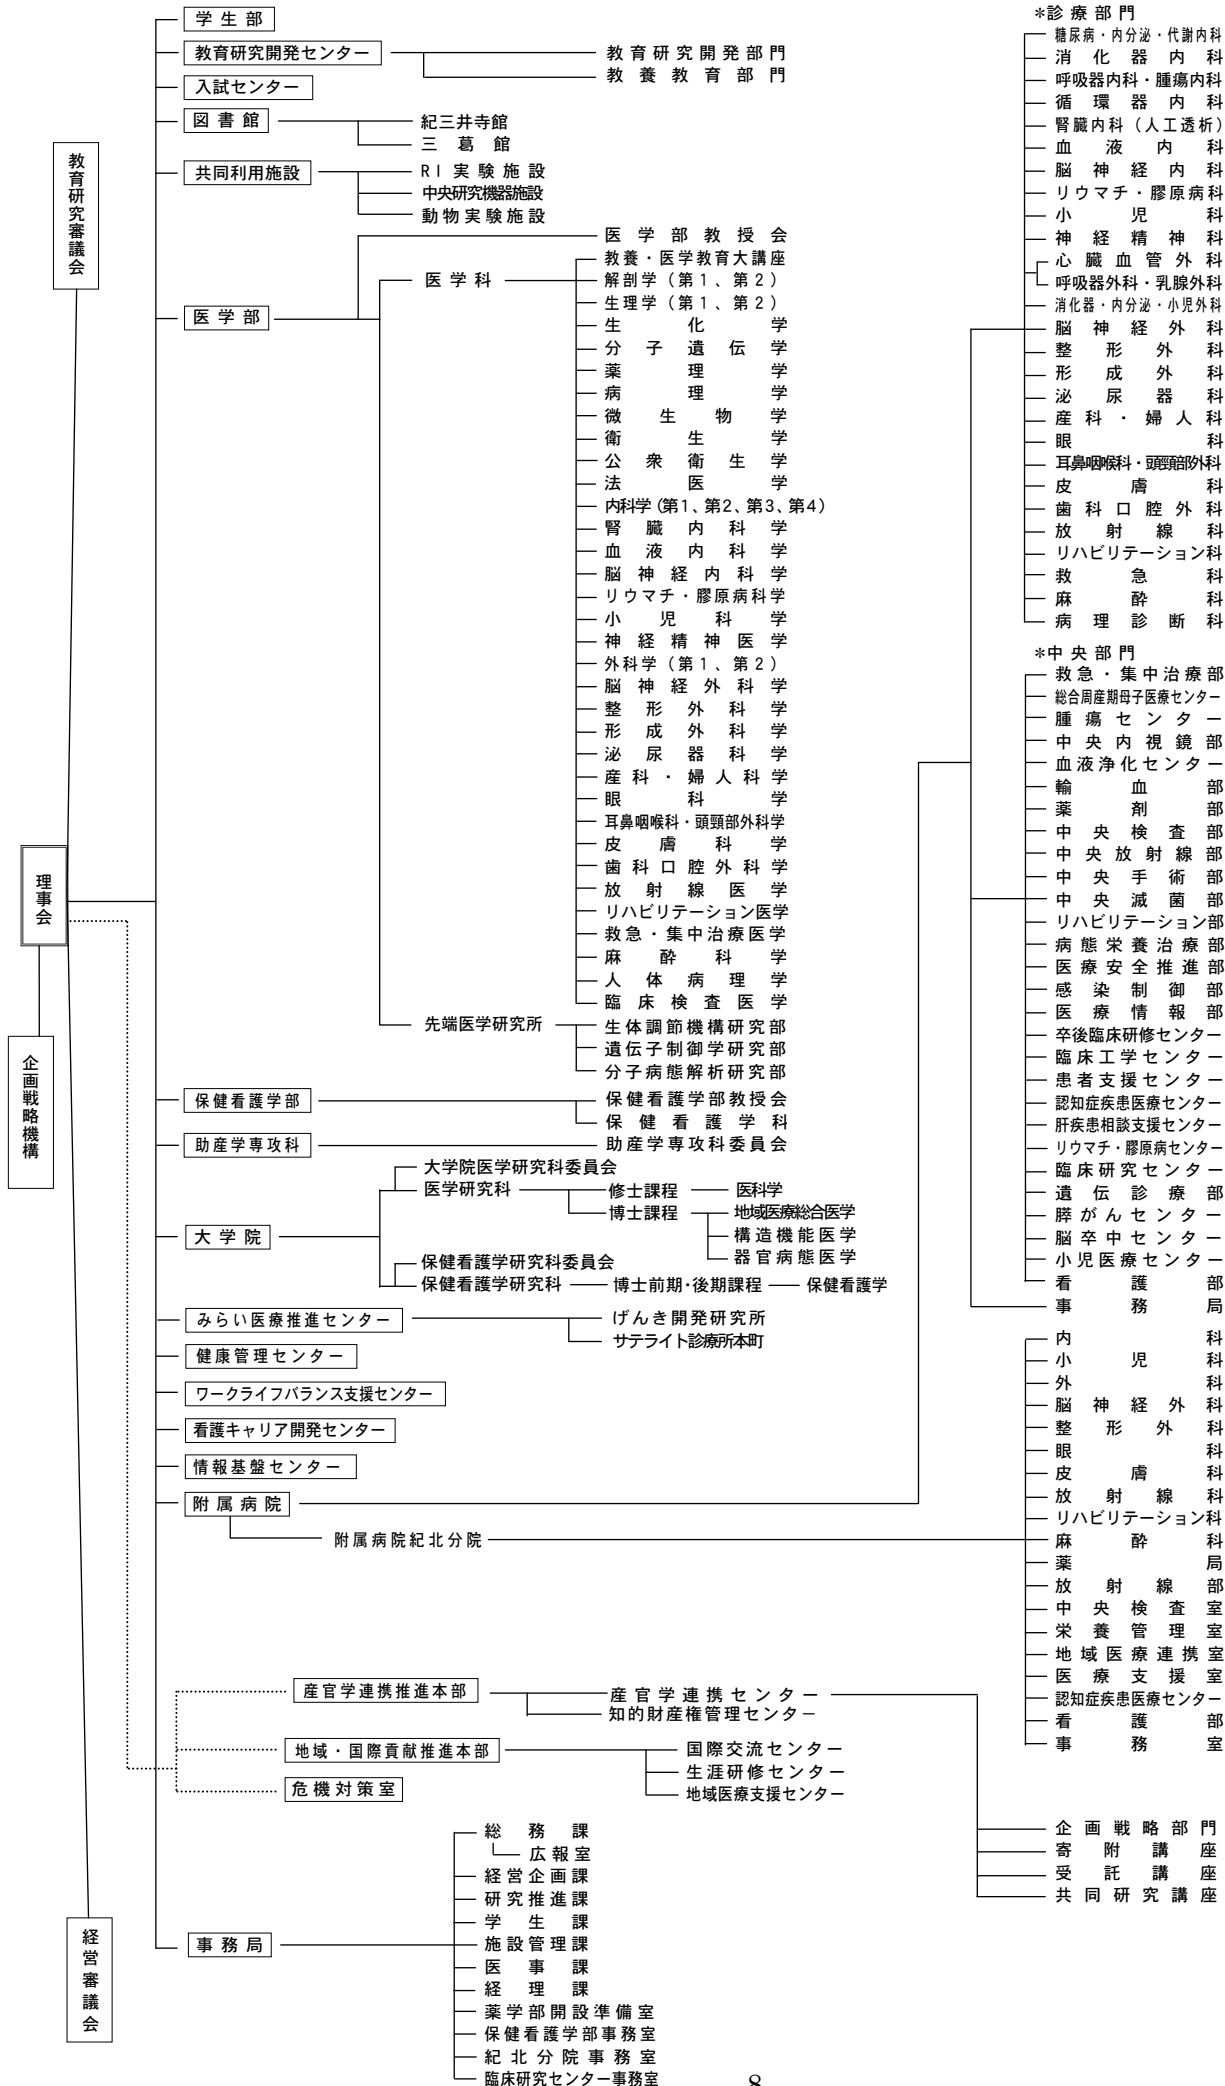 教育研究審議会
理事会
企画戦略機構
経営審議会
学生部
教育研究開発センター
教育研究開発部門
教養教育部門
入試センター
図書館
紀三井寺館
三葛館
共同利用施設
RI実験施設
中央研究機器施設
動物実験施設
医学部
医学部教授会
医学科
教養・医学教育大講座
解剖学(第1、第2)
生理学(第1、第2)
生化学
分子遺伝学
薬理学
病理学
微生物学
衛生学
公衆衛生学
法医学
内科学(第1、第2、第3、第4)
腎臓内科学
血液内科学
脳神経内科学
リウマチ・膠原病科学
小児科学
神経精神医学
外科学(第1、第2)
脳神経外科学
整形外科学
形成外科学
泌尿器科学
産科・婦人科学
眼科学
耳鼻咽喉科・頭頸部外科学
皮膚科学
歯科口腔外科学
放射線医学
リハビリテーション医学
救急・集中治療医学
麻酔科学
人体病理学
臨床検査医学
先端医学研究所
生体調節機構研究部
遺伝子制御学研究部
分子病態解析研究部
保健看護学部
保健看護学部教授会
保健看護学科
助産学専攻科
助産学専攻科委員会
大学院
大学院医学研究科委員会
医学研究科
修士課程
医科学
博士課程
地域医療総合医学
構造機能医学
器官病態医学
保健看護学研究科委員会
保健看護学研究科
博士前期・後期課程
保健看護学
みらい医療推進センター
げんき開発研究所
サテライト診療所本町
健康管理センター
ワークライフバランス支援センター
看護キャリア開発センター
情報基盤センター
附属病院
附属病院紀北分院
産官学連携推進本部
産官学連携センター
知的財産権管理センター
地域・国際貢献推進本部
国際交流センター
生涯研修センター
地域医療支援センター
危機対策室
事務局
総務課
広報室
経営企画課
研究推進課
学生課
施設管理課
医事課
経理課
薬学部開設準備室
保健看護学部事務室
紀北分院事務室
臨床研究センター事務室
*診療部門
糖尿病・内分泌・代謝内科
消化器内科
呼吸器内科・腫瘍内科
循環器内科
腎臓内科(人工透析)
血液内科
脳神経内科
リウマチ・膠原病科
小児科
神経精神科
心臓血管外科
呼吸器外科・乳腺外科
消化器・内分泌・小児外科
脳神経外科
整形外科
形成外科
泌尿器科
産科・婦人科
眼科
耳鼻咽喉科・頭頸部外科
皮膚科
歯科口腔外科
放射線科
リハビリテーション科
救急科
麻酔科
病理診断科
*中央部門
救急・集中治療部
総合周産期母子医療センター
腫瘍センター
中央内視鏡部
血液浄化センター
輸血部
薬剤部
中央検査部
中央放射線部
中央手術部
中央滅菌部
リハビリテーション部
病態栄養治療部
医療安全推進部
感染制御部
医療情報部
卒後臨床研修センター
臨床工学センター
患者支援センター
認知症疾患医療センター
肝疾患相談支援センター
リウマチ・膠原病センター
臨床研究センター
遺伝診療部
膵がんセンター
脳卒中センター
小児医療センター
看護部
事務局
内科
小児科
外科
脳神経外科
整形外科
眼科
皮膚科
放射線科
リハビリテーション科
麻酔科
薬局
放射線部
中央検査室
栄養管理室
地域医療連携室
医療支援室
認知症疾患医療センター
看護部
事務室
企画戦略部門
寄附講座
受託講座
共同研究講座
8